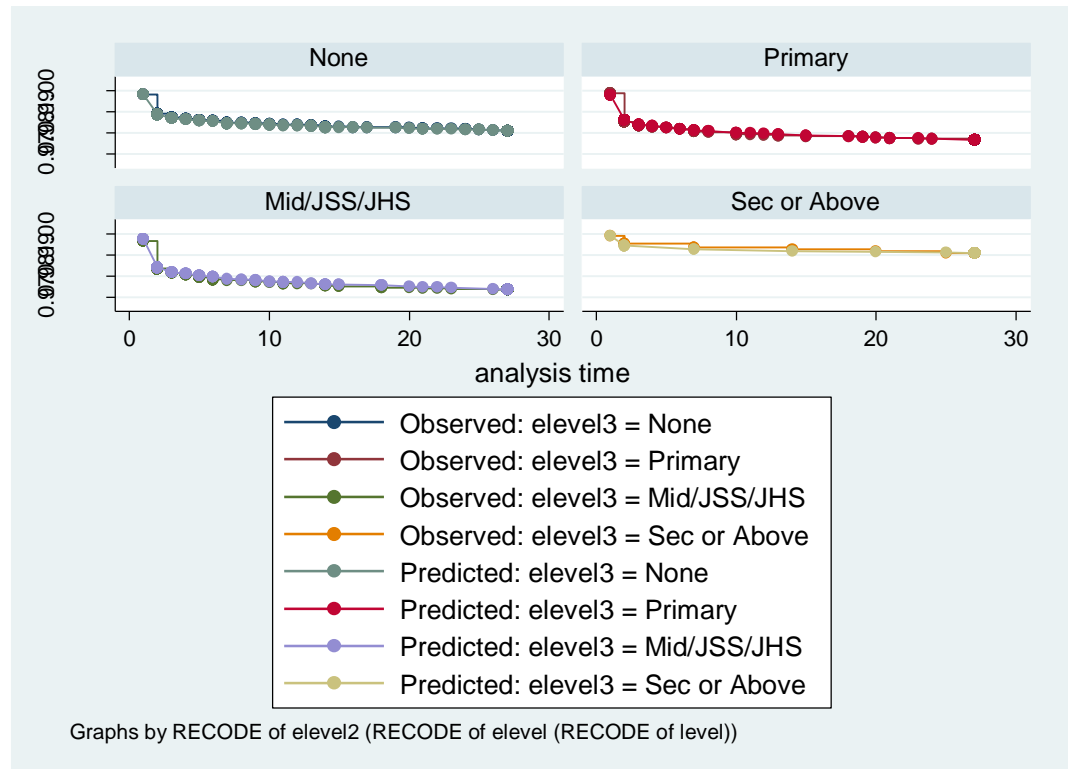 None
Primary
Mid/JSS/JHS
Sec or Above
0
10
20
30
0
10
20
30
analysis time
Observed: elevel3 = None
Observed: elevel3 = Primary
Observed: elevel3 = Mid/JSS/JHS
Observed: elevel3 = Sec or Above
Predicted: elevel3 = None
Predicted: elevel3 = Primary
Predicted: elevel3 = Mid/JSS/JHS
Predicted: elevel3 = Sec or Above
Graphs by RECODE of elevel2 (RECODE of elevel (RECODE of level))